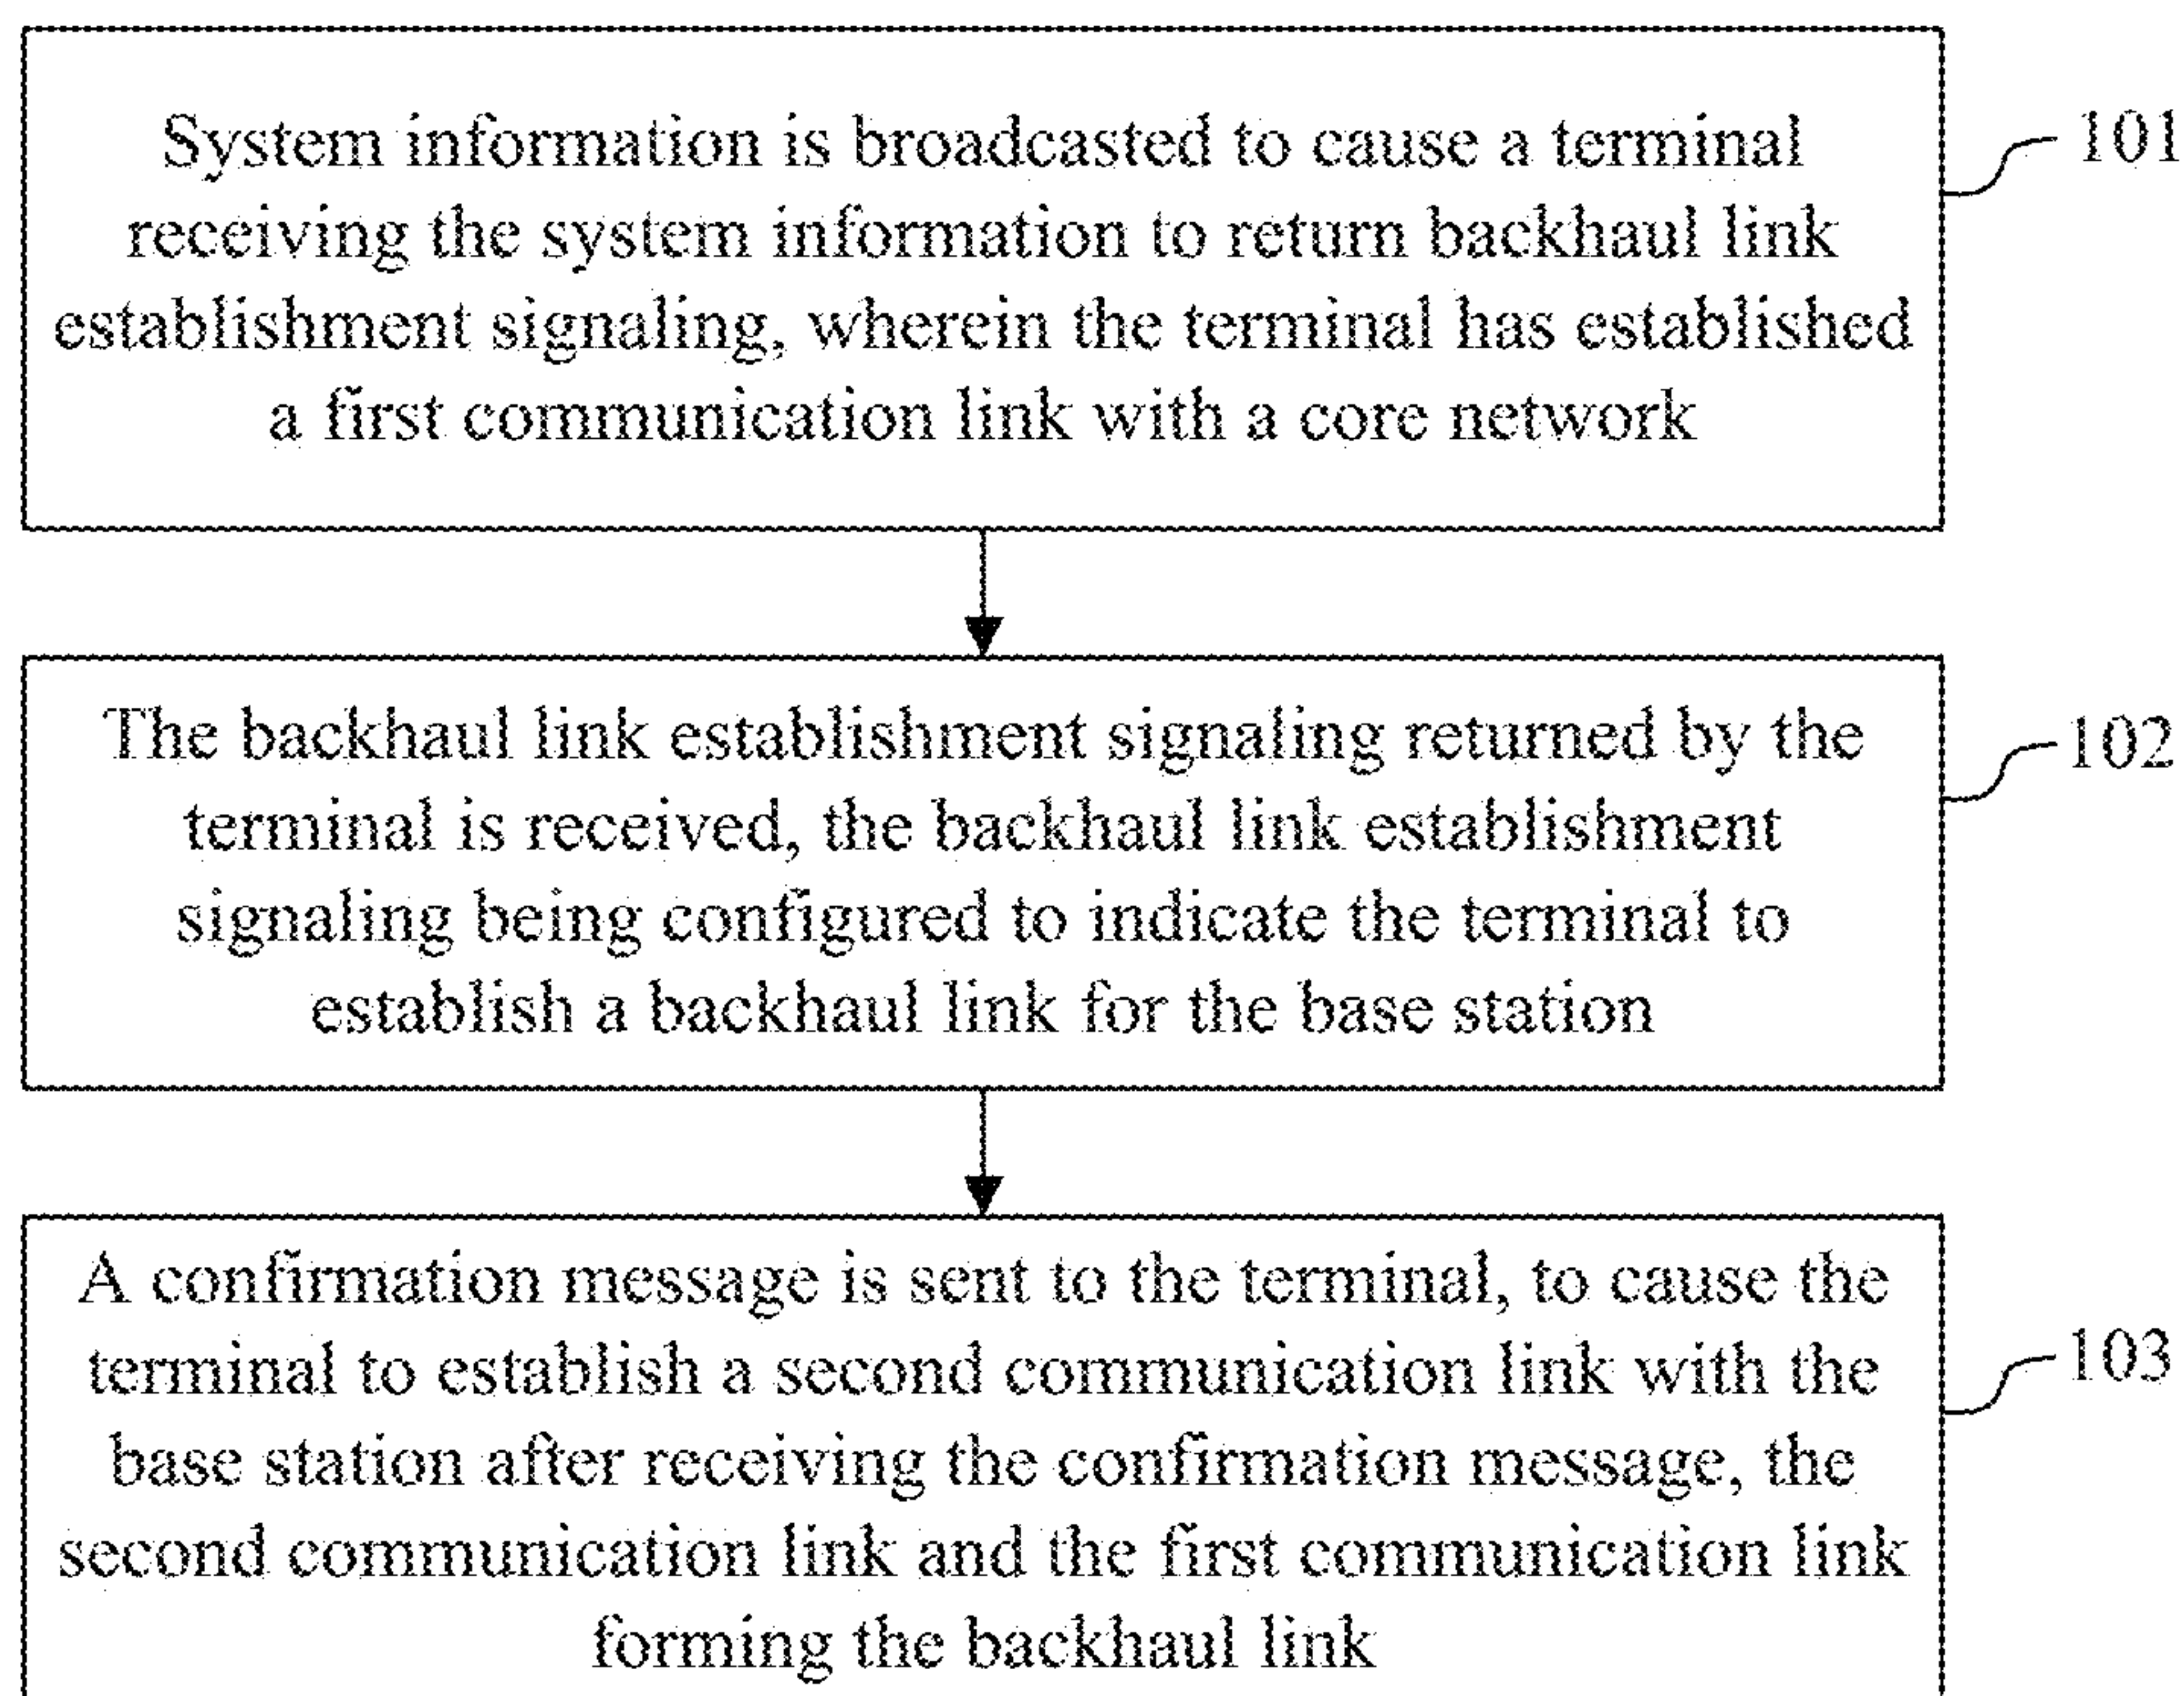 System information is broadcasted to cause a terminal
receiving the system information to return backhaul link
establishment signaling, wherein the terminal has established
a first communication link with a core network
101
The backhaul link establishment signaling returned by the
terminal is received, the backhaul link establishment
signaling being configured to indicate the terminal to
establish a backhaul link for the base station
102
A confirmation message is sent to the terminal, to cause the
terminal to establish a second communication link with the
base station after receiving the confirmation message, the
second communication link and the first communication link
forming the backhaul link
103